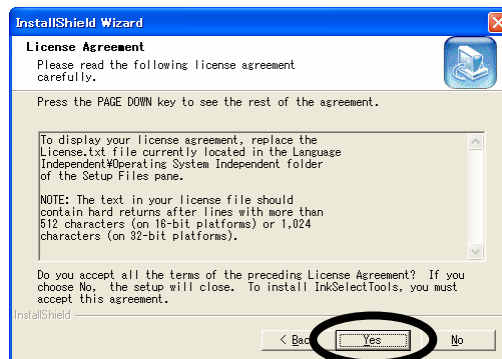 InstallShield Wizard
License Agreement
Please read the following license agreement
carefully.
Press the PAGE DOWN key to see the rest of the agreement.
To display your license agreement, replace the
License.txt file currently located in the Language
Independent¥Operating System Independent folder
of the Setup Files pane.
NOTE: The text in your license file should
contain hard returns after lines with more than
512 characters (on 16-bit platforms) or 1,024
characters (on 32-bit platforms).
Do you accept all the terms of the preceding License Agreement? If you
choose No, the setup will close. To install InkSelectTools, you must
accept this agreement.
InstallShield
< Bac Yes No